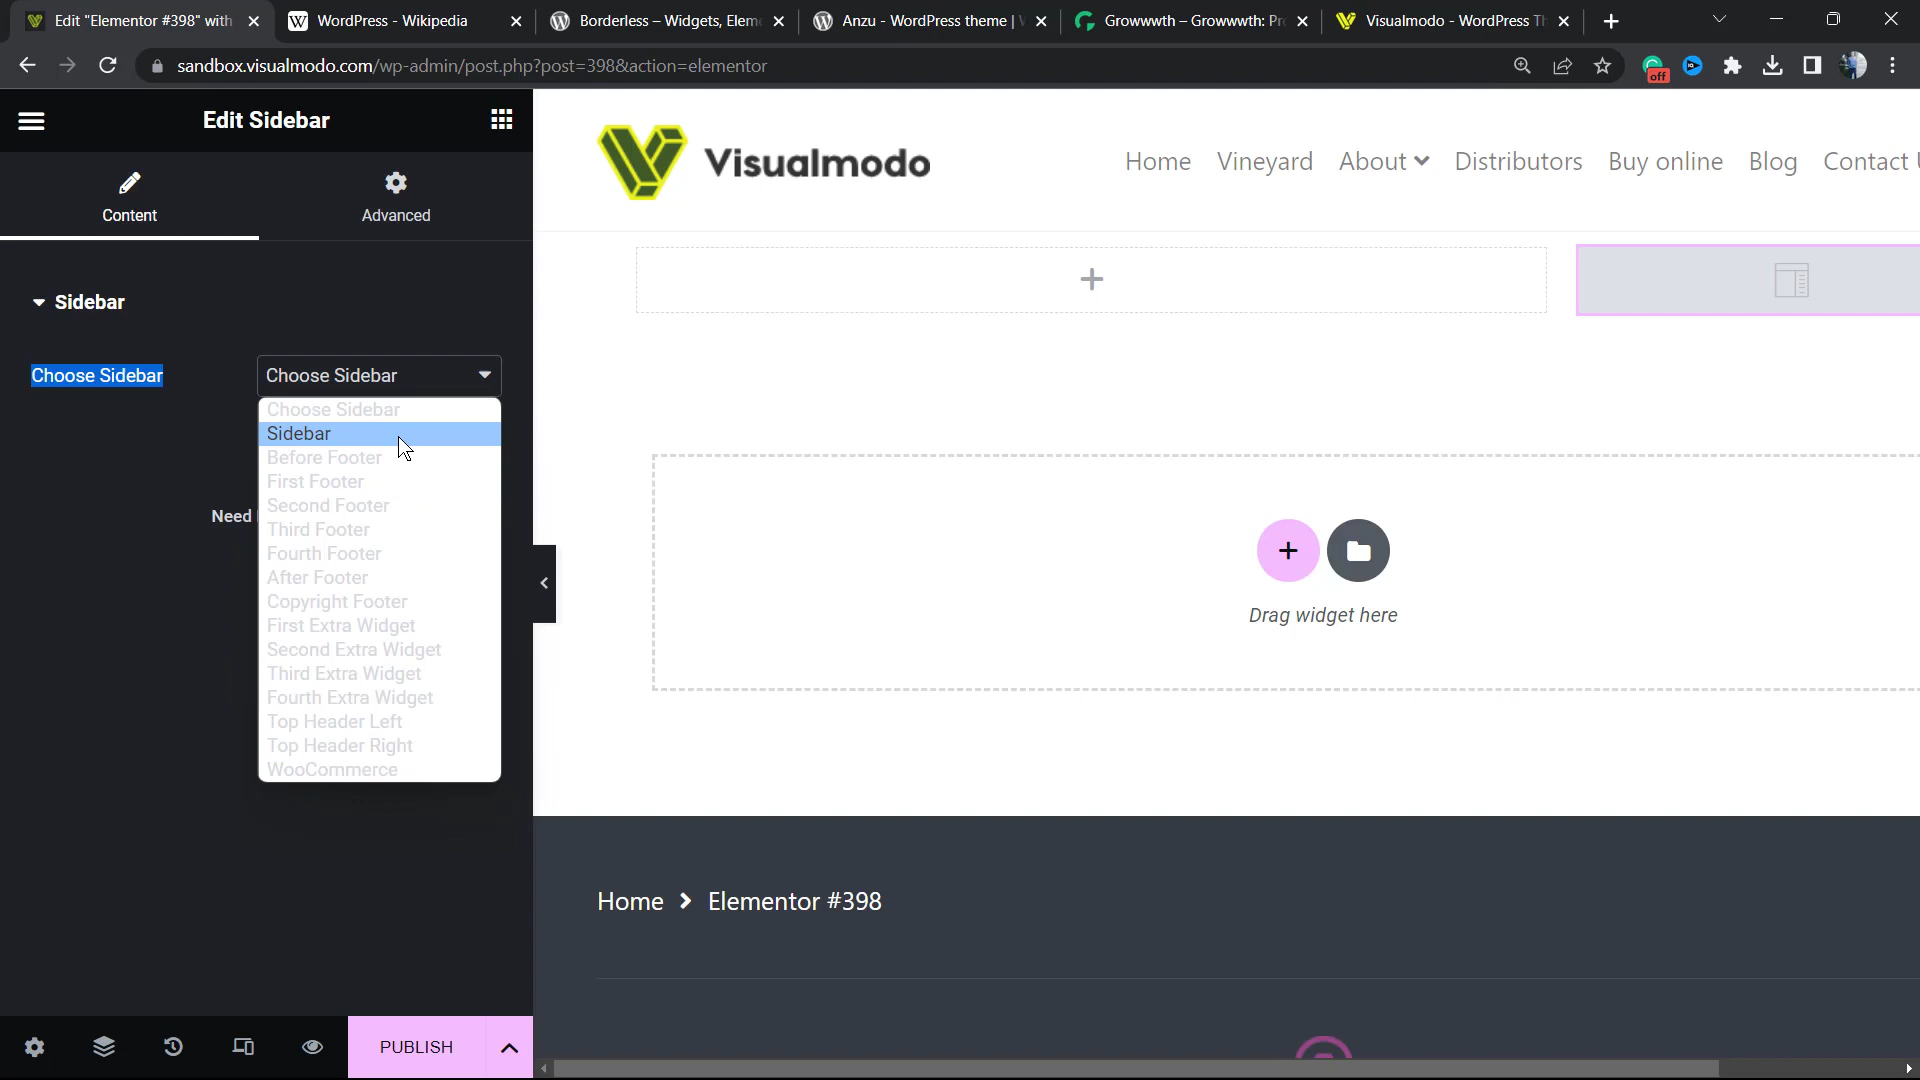 Edit "Elementor #398" with
WordPress - Wikipedia
Borderless – Widgets, Elem
Anzu - WordPress theme |
Growwwth – Growwwth: Pr
Visualmodo - WordPress Th
sandbox.visualmodo.com/wp-admin/post.php?post=398&action=elementor
off
Edit Sidebar
Content
Advanced
Visualmodo
Home
Vineyard
About
Distributors
Buy online
Blog
Contact U
Sidebar
Choose Sidebar
Choose Sidebar
Choose Sidebar
Sidebar
Before Footer
First Footer
Second Footer
Third Footer
Fourth Footer
After Footer
Copyright Footer
First Extra Widget
Second Extra Widget
Third Extra Widget
Fourth Extra Widget
Top Header Left
Top Header Right
WooCommerce
Need
Drag widget here
Home > Elementor #398
PUBLISH